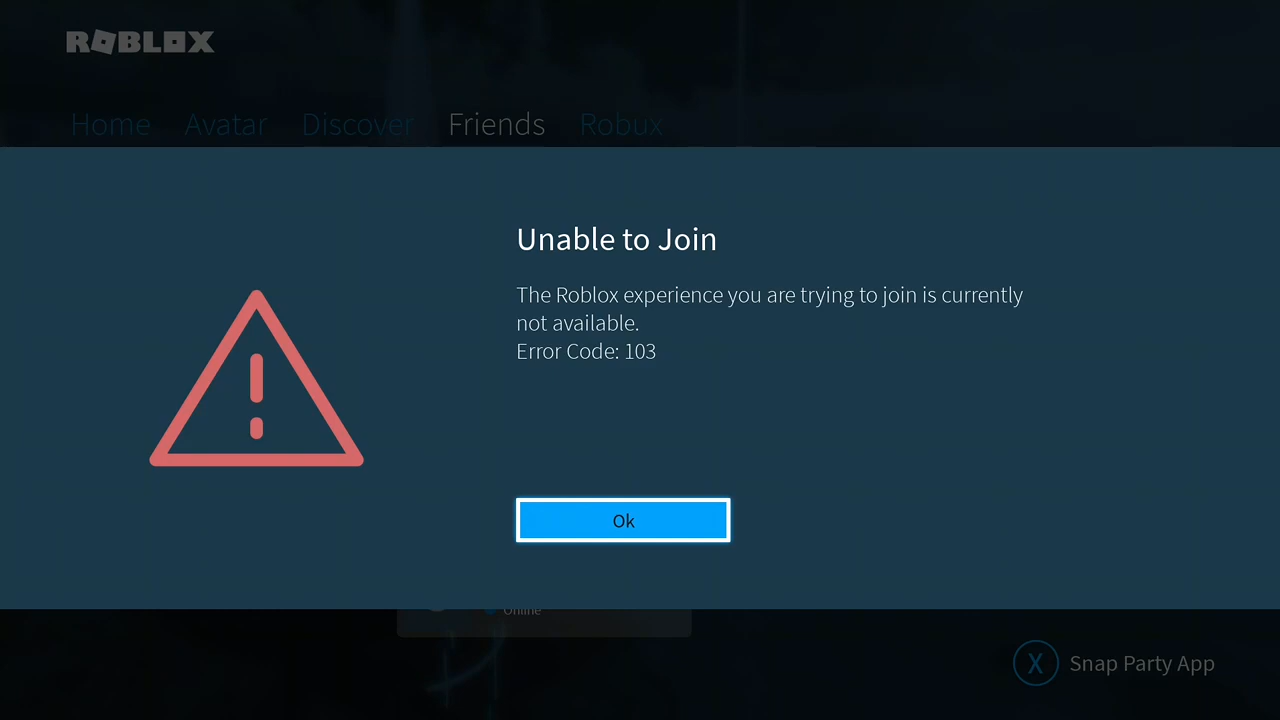 ROBLOX
Home Avatar Discover Friends Robux
Unable to Join
The Roblox experience you are trying to join is currently
not available.
Error Code: 103
Ok
Online
X Snap Party App